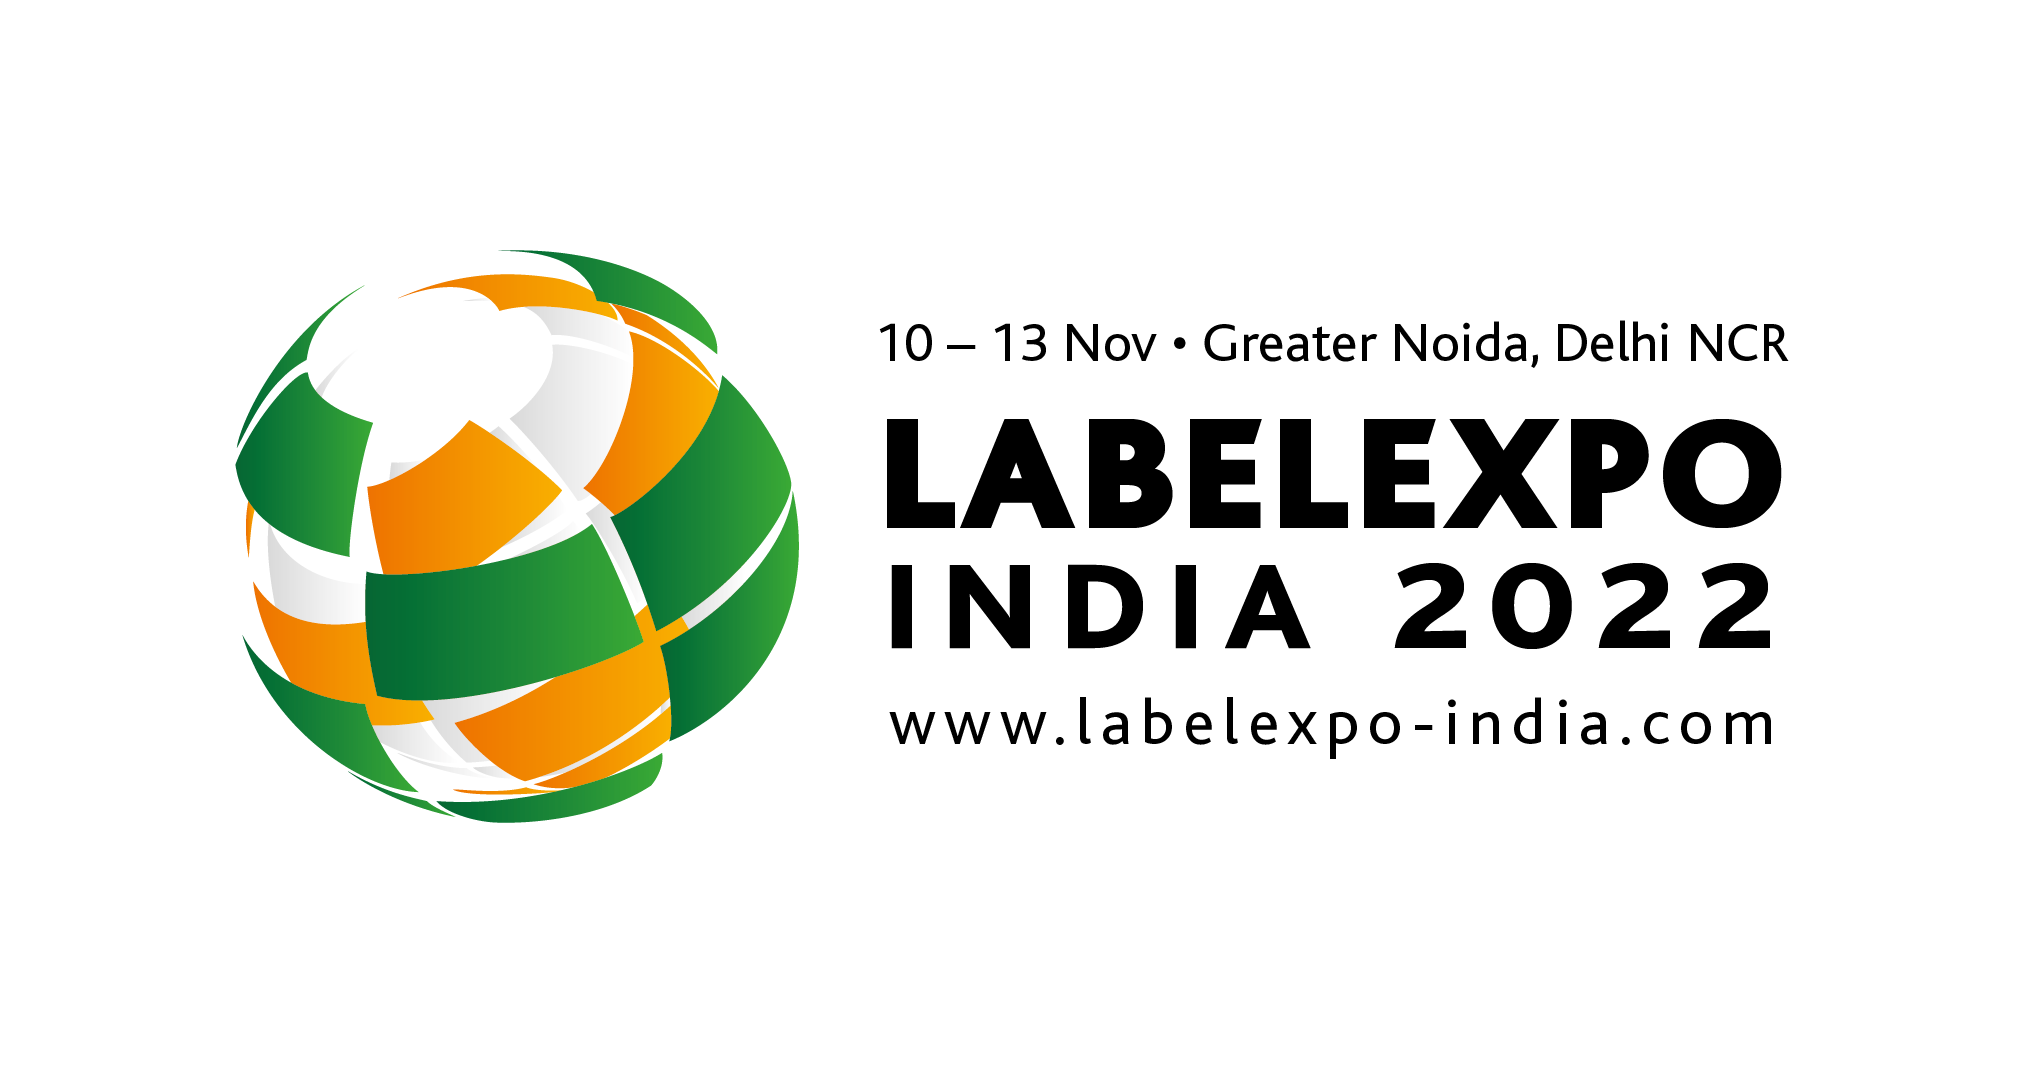 10 – 13 Nov • Greater Noida, Delhi NCR
LABELEXPO
INDIA 2022
www.labelexpo-india.com